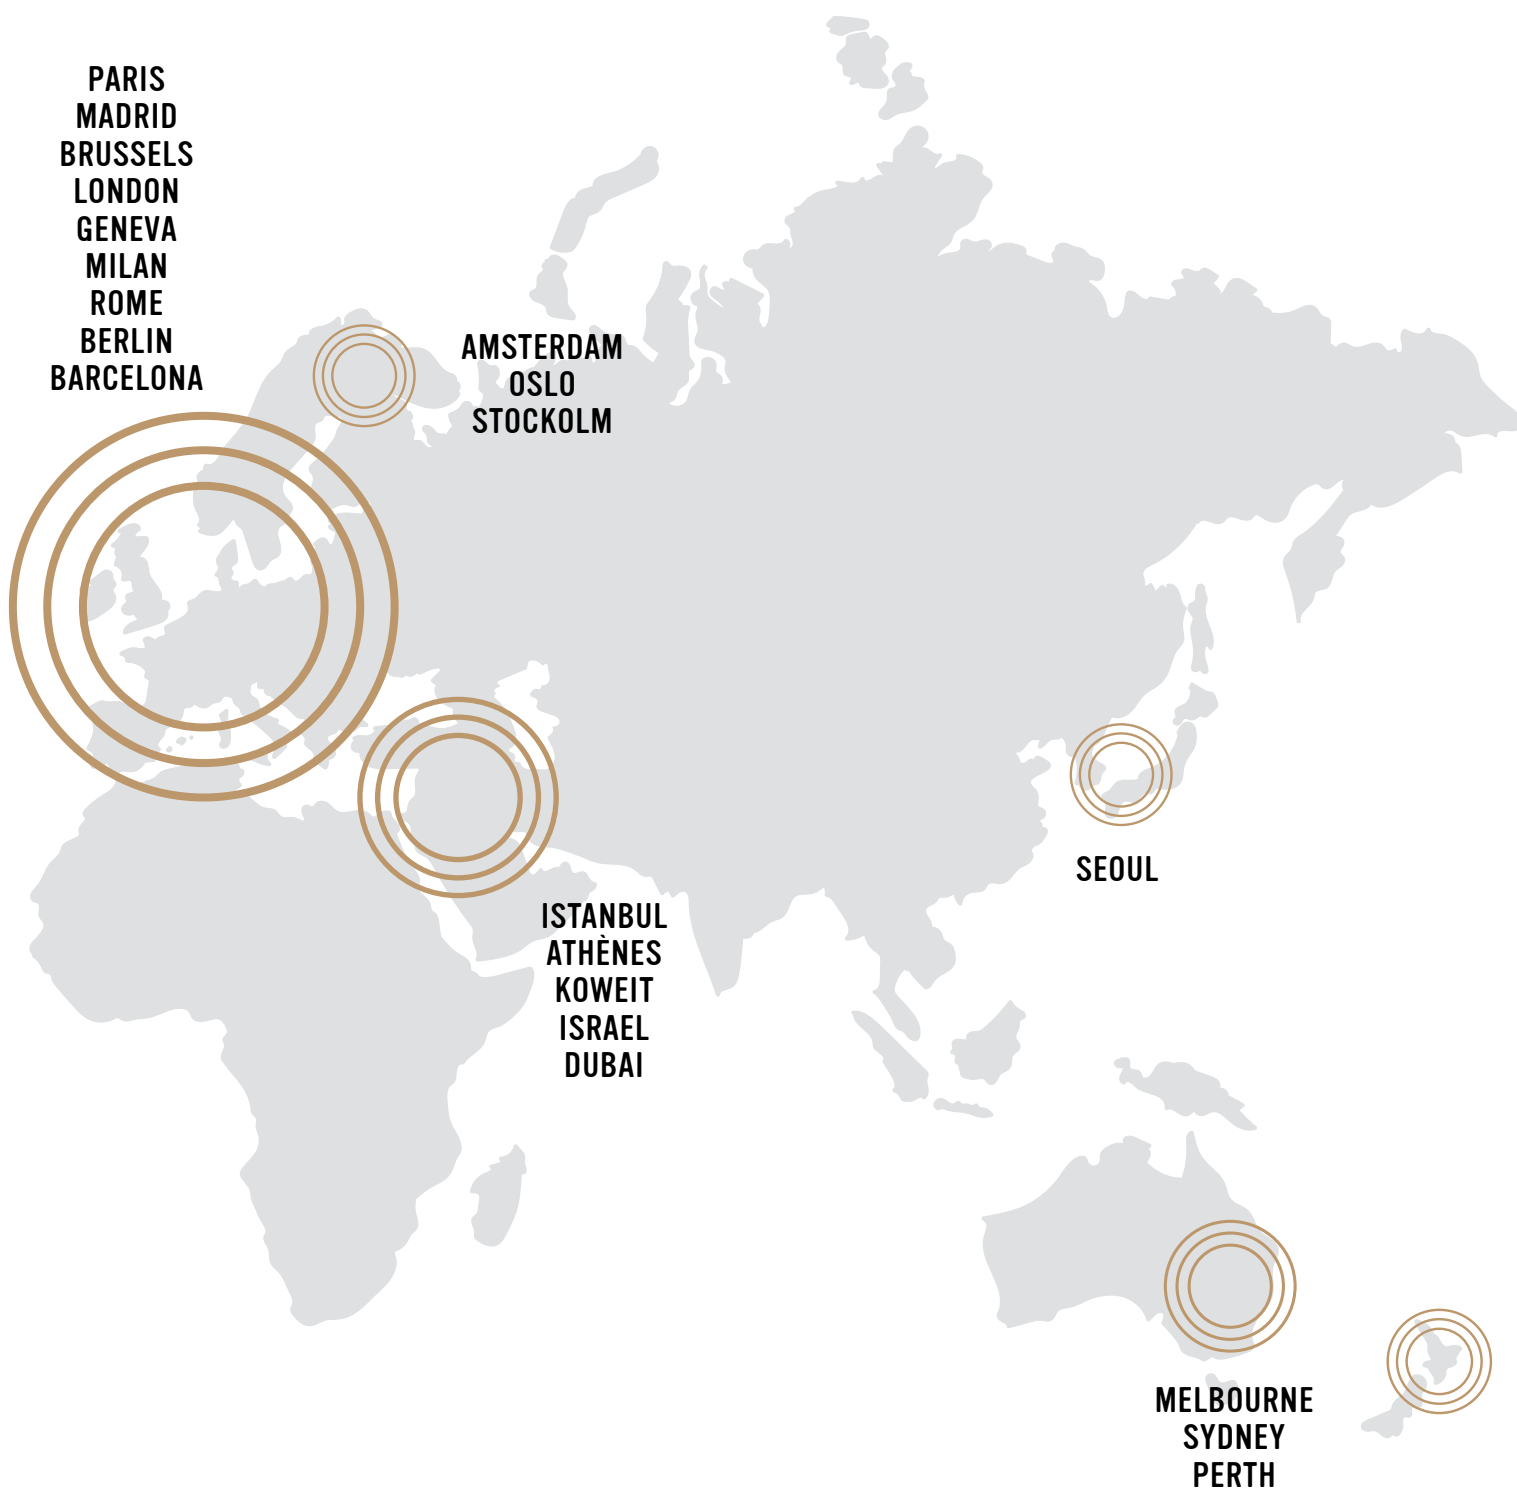 PARIS
MADRID
BRUSSELS
LONDON
GENEVA
MILAN
ROME
BERLIN
BARCELONA
AMSTERDAM
OSLO
STOCKOLM
SEOUL
ISTANBUL
ATHÈNES
KOWEIT
ISRAEL
DUBAI
MELBOURNE
SYDNEY
PERTH